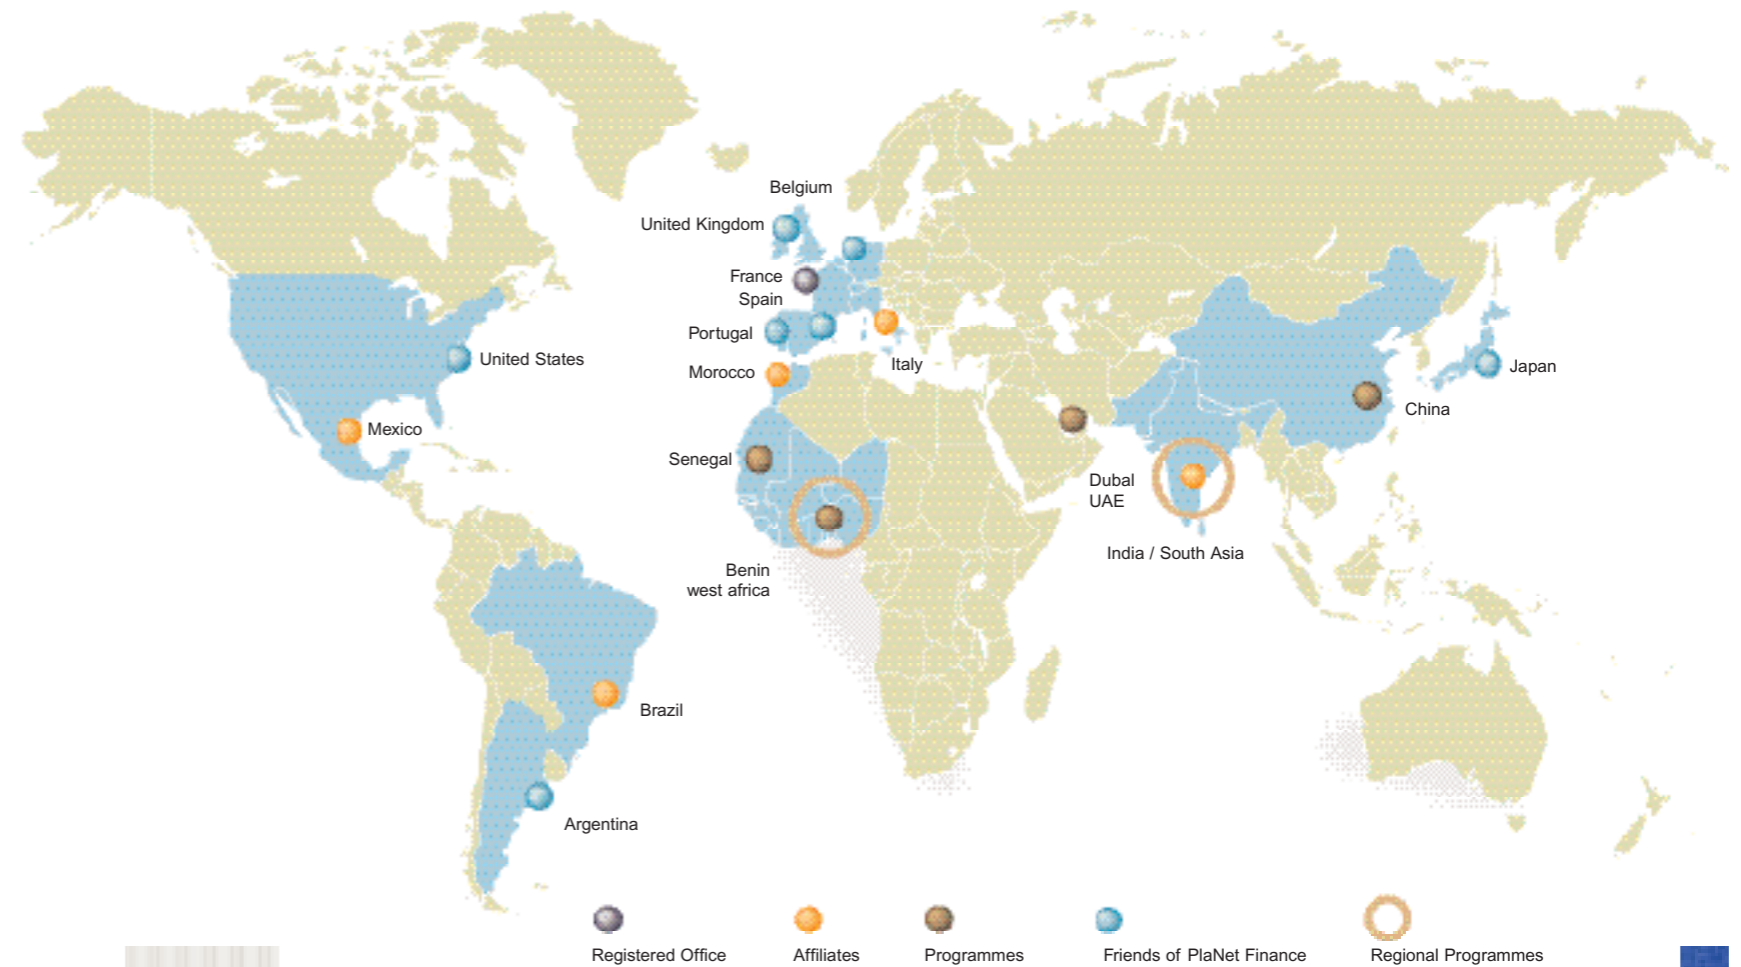 Belgium
United Kingdom
France
Spain
Portugal
Morocco
Italy
United States
Mexico
Japan
China
Senegal
Dubal
UAE
India / South Asia
Benin
west africa
Brazil
Argentina
Registered Office
Affiliates
Programmes
Friends of PlaNet Finance
Regional Programmes